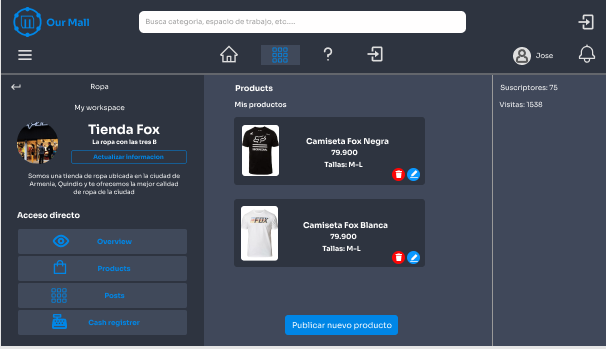 Our Mall
Busca categoria, espacio de trabajo, etc.....
?
Jose
Ropa
My workspace
Tienda Fox
La ropa con las tres B
Actualizar informacion
Somos una tienda de ropa ubicada en la ciudad de
Armenia, Quindio y te ofrecemos la mejor calidad
de ropa de la ciudad
Acceso directo
Overview
Products
Posts
Cash registrer
Products
Mis productos
FOX
Camiseta Fox Negra
79.900
Tallas: M-L
FOX
Camiseta Fox Blanca
79.900
Tallas: M-L
Publicar nuevo producto
Suscriptores: 75
Visitas: 1538